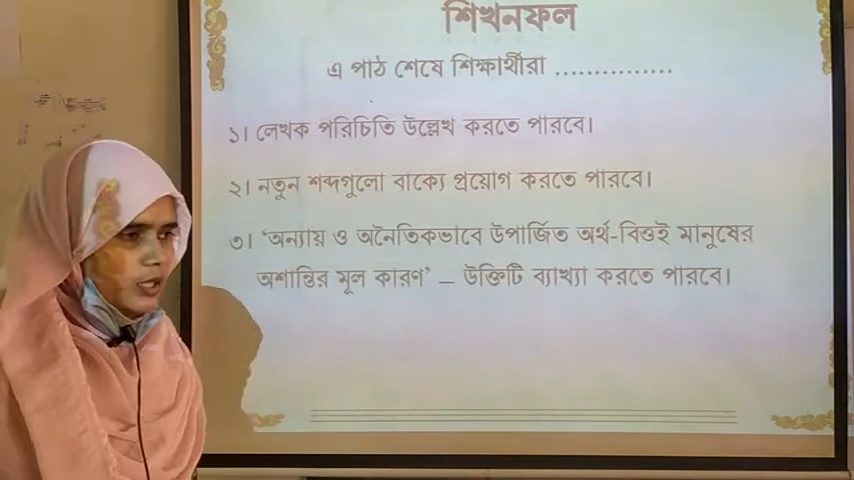 শিখনফল
এ পাঠ শেষে শিক্ষার্থীরা ...............
১। লেখক পরিচিতি উল্লেখ করতে পারবে।
২। নতুন শব্দগুলো বাক্যে প্রয়োগ করতে পারবে।
৩। ‘অন্যায় ও অনৈতিকভাবে উপার্জিত অর্থ-বিত্তই মানুষের
অশান্তির মূল কারণ’ – উক্তিটি ব্যাখ্যা করতে পারবে।